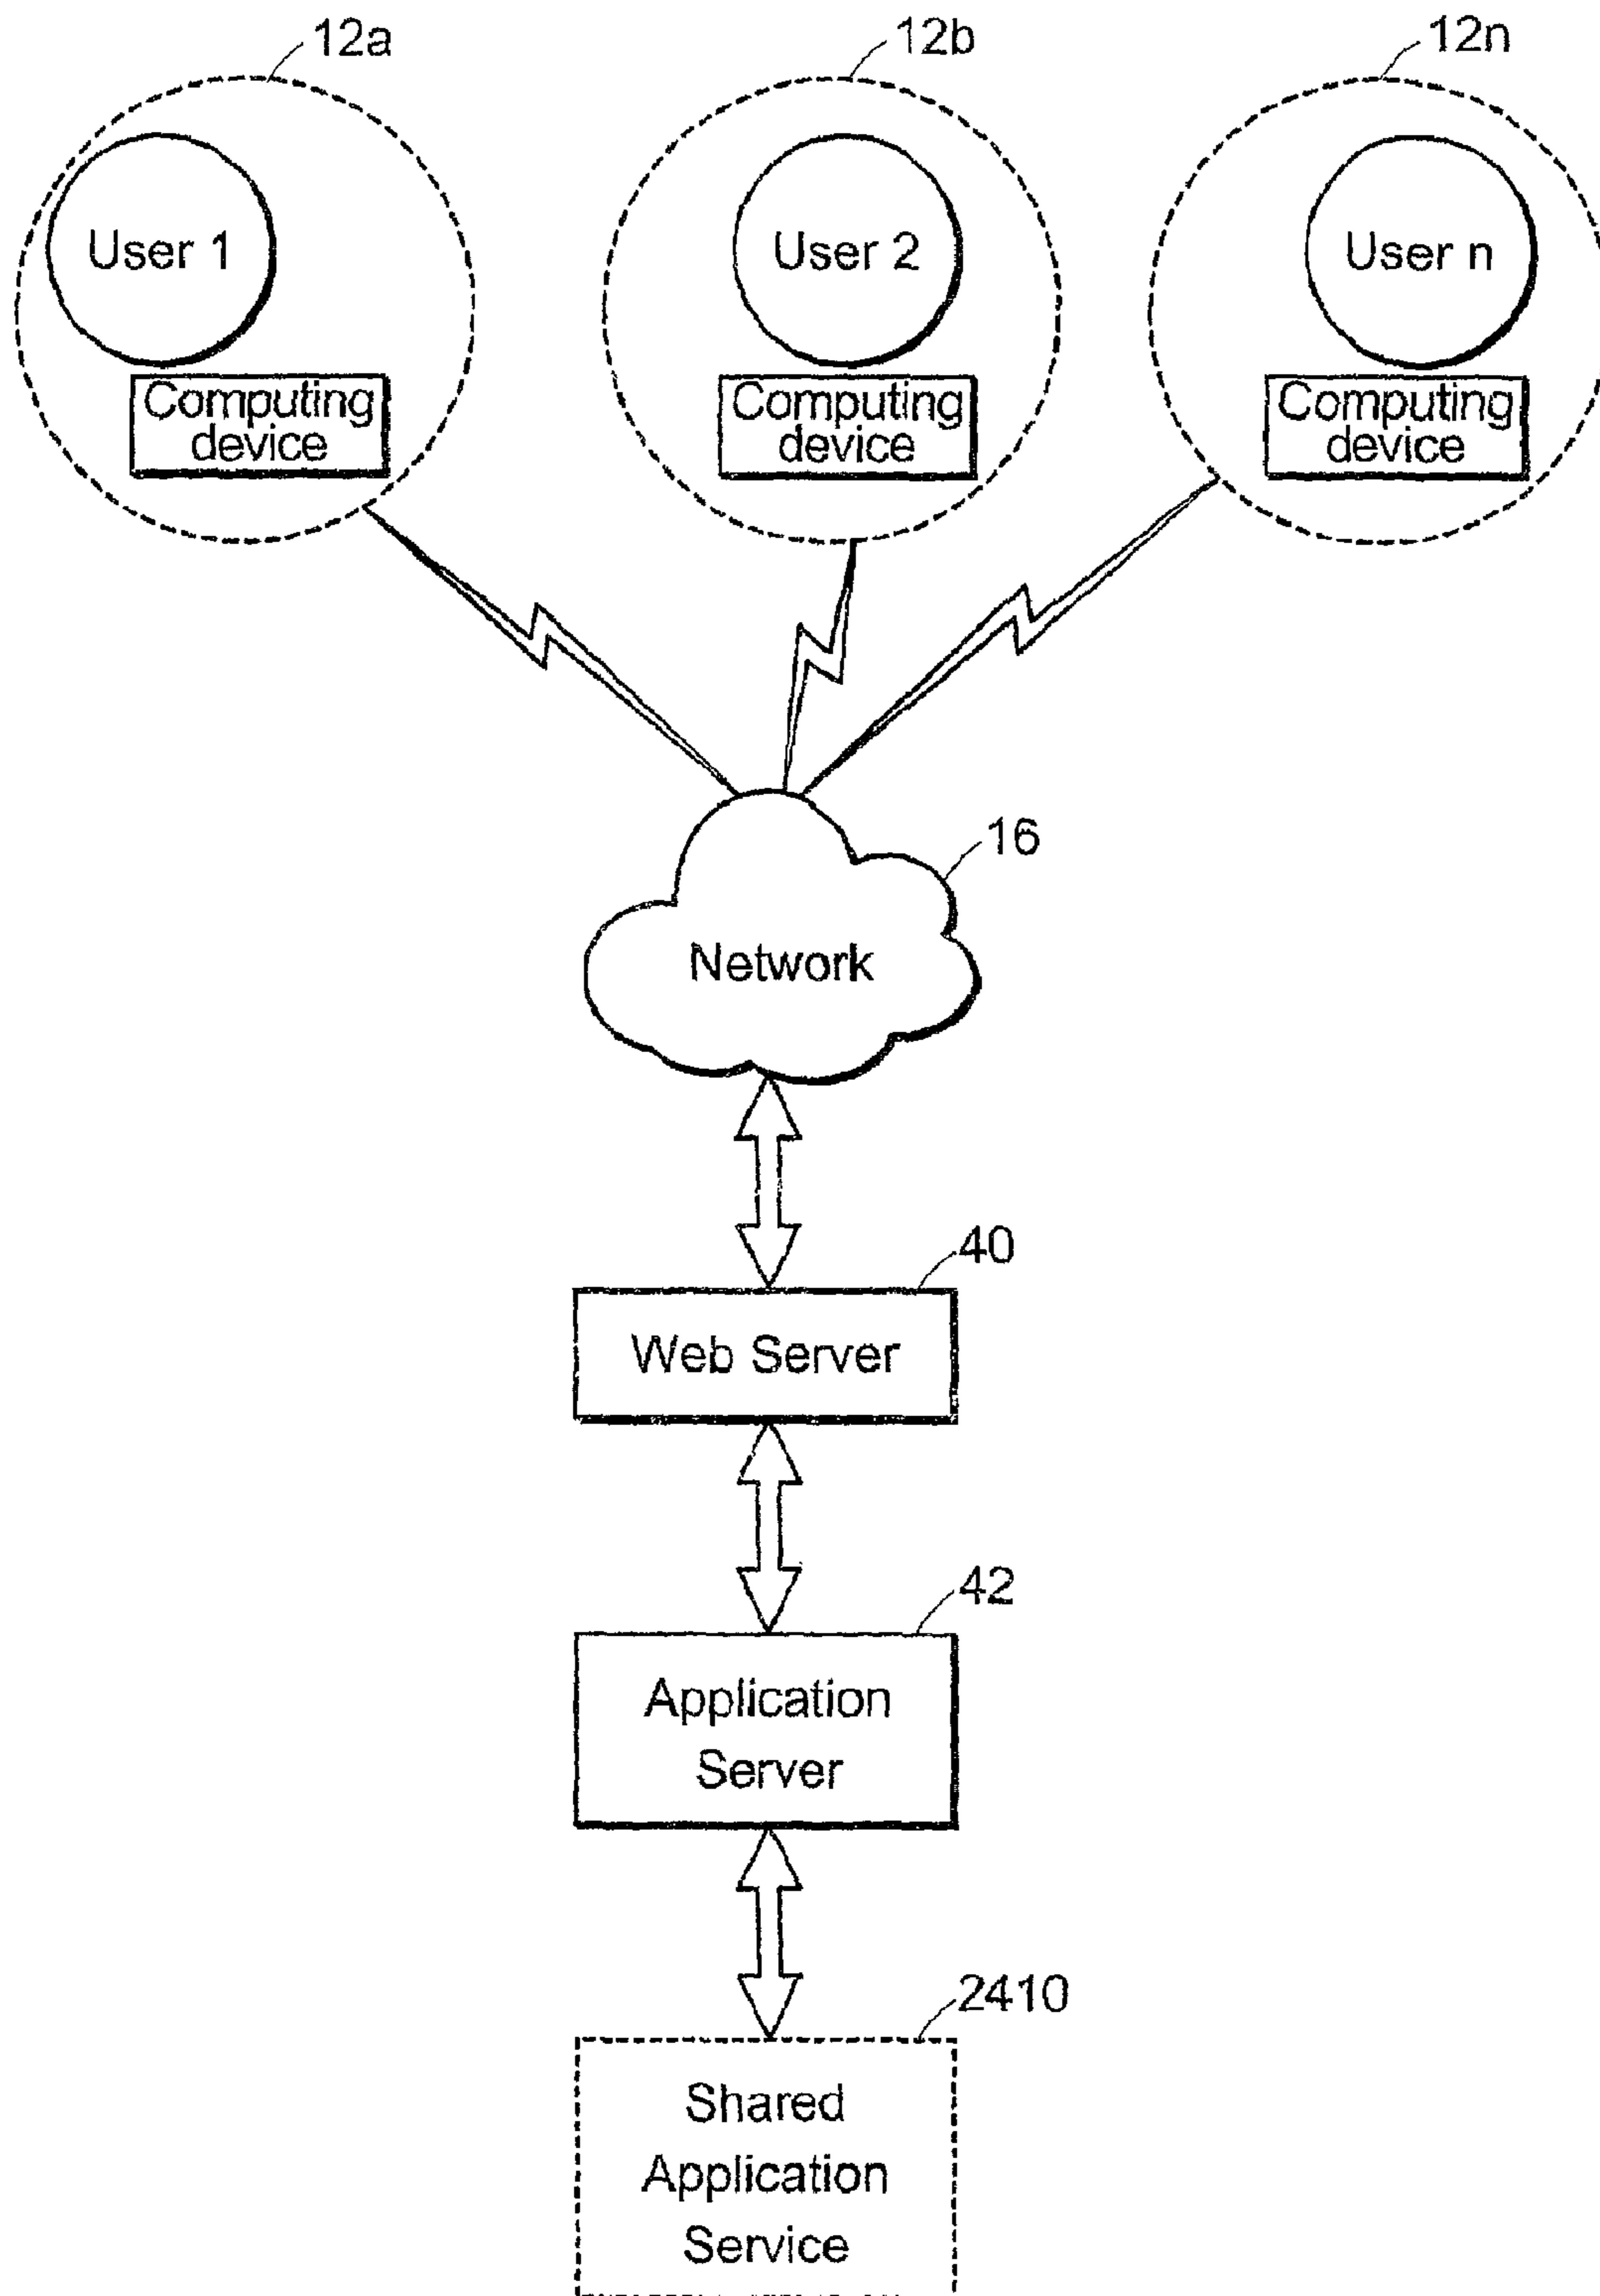 12a
12b
12n
User 1
User 2
User n
Computing
device
Computing
device
Computing
device
16
Network
40
Web Server
42
Application
Server
2410
Shared
Application
Service